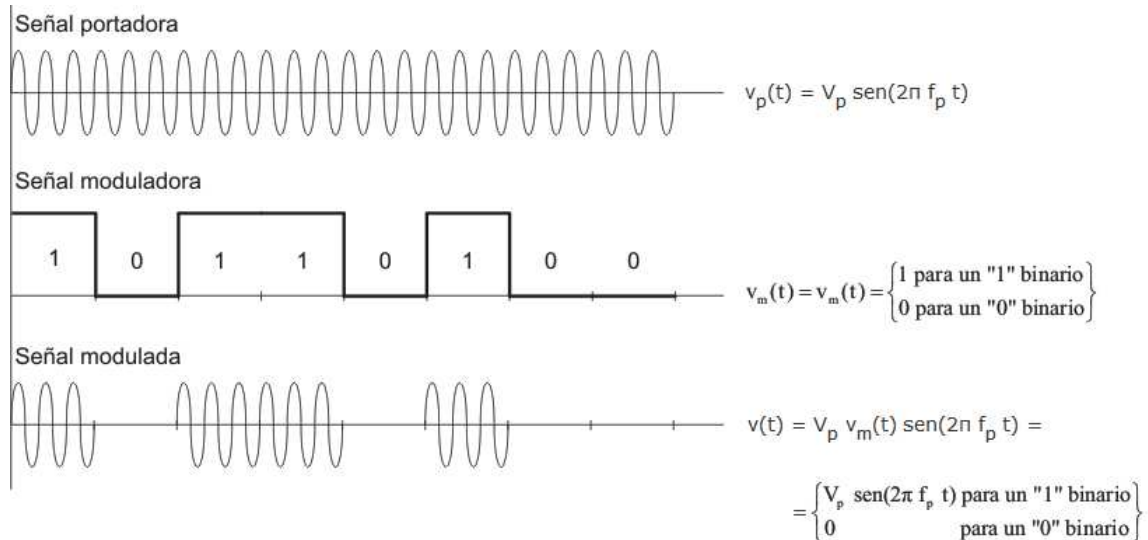 Señal portadora
v_p(t) = V_p sen(2π f_p t)
Señal moduladora
1 0 1 1 0 1 0 0
v_m(t) = v_m(t) = {1 para un "1" binario
0 para un "0" binario}
Señal modulada
v(t) = V_p v_m(t) sen(2π f_p t) =
= {V_p sen(2π f_p t) para un "1" binario
0 para un "0" binario}